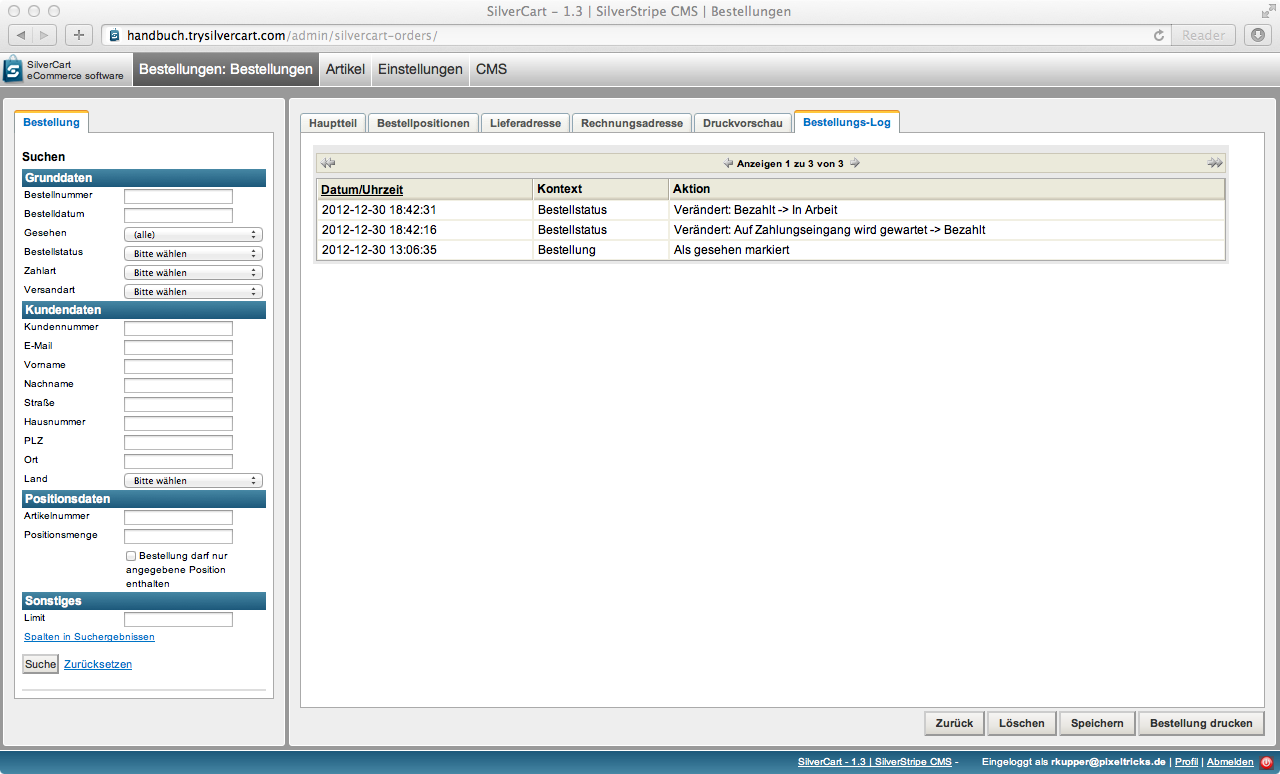 SilverCart - 1.3 | SilverStripe CMS | Bestellungen
handbuch.trysilvercart.com/admin/silvercart-orders/
Reader
SilverCart
eCommerce software
Bestellungen: Bestellungen
Artikel
Einstellungen
CMS
Bestellung
Suchen
Grunddaten
Bestellnummer
Bestelldatum
Gesehen (alle)
Bestellstatus Bitte wählen
Zahlart Bitte wählen
Versandart Bitte wählen
Kundendaten
Kundennummer
E-Mail
Vorname
Nachname
Straße
Hausnummer
PLZ
Ort
Land Bitte wählen
Positionsdaten
Artikelnummer
Positionsmenge
Bestellung darf nur
angegebene Position
enthalten
Sonstiges
Limit
Spalten in Suchergebnissen
Suche Zurücksetzen
Hauptteil Bestellpositionen Lieferadresse Rechnungsadresse Druckvorschau Bestellungs-Log
Anzeigen 1 zu 3 von 3
Datum/Uhrzeit Kontext Aktion
2012-12-30 18:42:31 Bestellstatus Verändert: Bezahlt -> In Arbeit
2012-12-30 18:42:16 Bestellstatus Verändert: Auf Zahlungseingang wird gewartet -> Bezahlt
2012-12-30 13:06:35 Bestellung Als gesehen markiert
Zurück Löschen Speichern Bestellung drucken
SilverCart - 1.3 | SilverStripe CMS - Eingeloggt als rkupper@pixeltricks.de | Profil | Abmelden